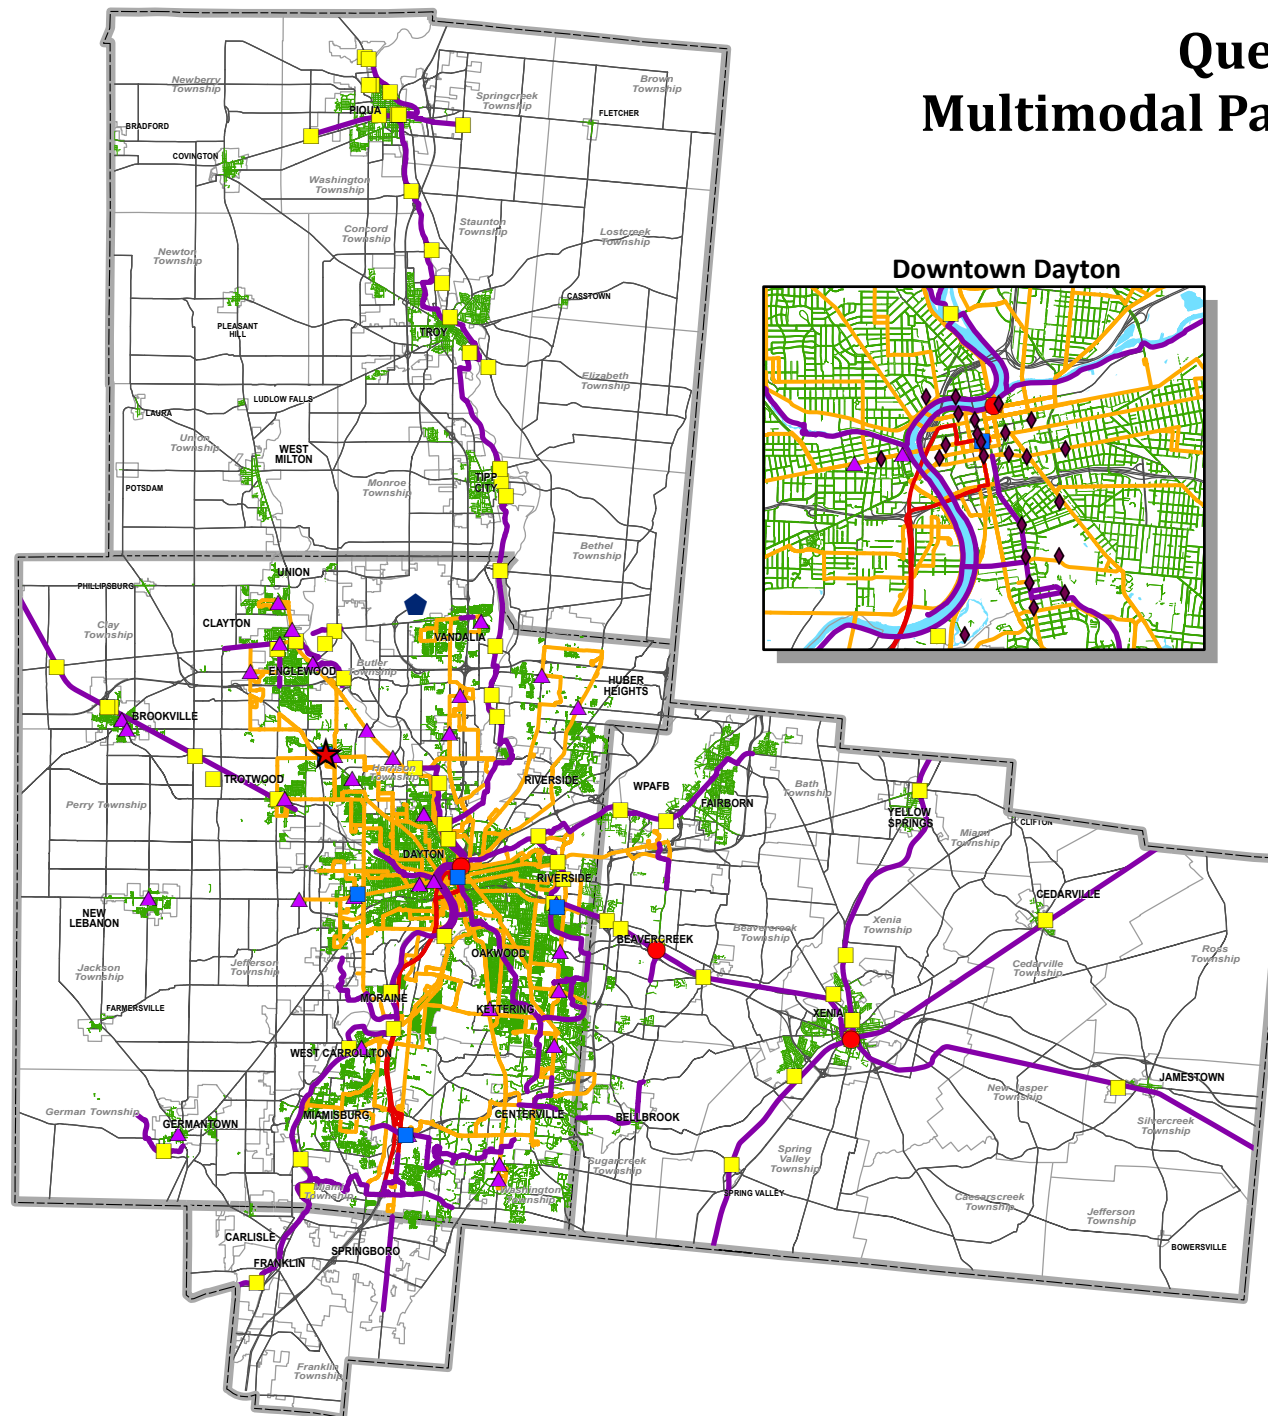 Que
Multimodal Pa
Downtown Dayton
Newberry
Township
Brown
Township
Springcreek
Township
FLETCHER
PIQUA
BRADFORD
COVINGTON
Washington
Township
Concord
Township
Staunton
Township
Lostcreek
Township
Newton
Township
CASSTOWN
PLEASANT
HILL
TROY
Elizabeth
Township
LUDLOW FALLS
LAURA
Union
Township
WEST
MILTON
TIPP
CITY
Monroe
Township
POTSDAM
Bethel
Township
UNION
PHILLIPSBURG
Clay
Township
CLAYTON
VANDALIA
ENGLEWOOD
Butler
Township
HUBER
HEIGHTS
BROOKVILLE
TROTWOOD
Harrison
Township
RIVERSIDE
WPAFB
FAIRBORN
Bath
Township
Perry Township
YELLOW
SPRINGS
CLIFTON
Miami
Township
DAYTON
RIVERSIDE
CEDARVILLE
NEW
LEBANON
Xenia
Township
BEAVERCREEK
Beavercreek
Township
OAKWOOD
Ross
Township
Jackson
Township
Jefferson
Township
Cedarville
Township
MORAINE
KETTERING
FARMERSVILLE
XENIA
WEST CARROLLTON
JAMESTOWN
New Jasper
Township
German Township
GERMANTOWN
MIAMISBURG
CENTERVILLE
BELLBROOK
Silvercreek
Township
Spring
Valley
Township
Sugarcreek
Township
Miami
Township
Washington
Township
SPRING VALLEY
Caesarscreek
Township
Jefferson
Township
CARLISLE
SPRINGBORO
FRANKLIN
BOWERSVILLE
Franklin
Township